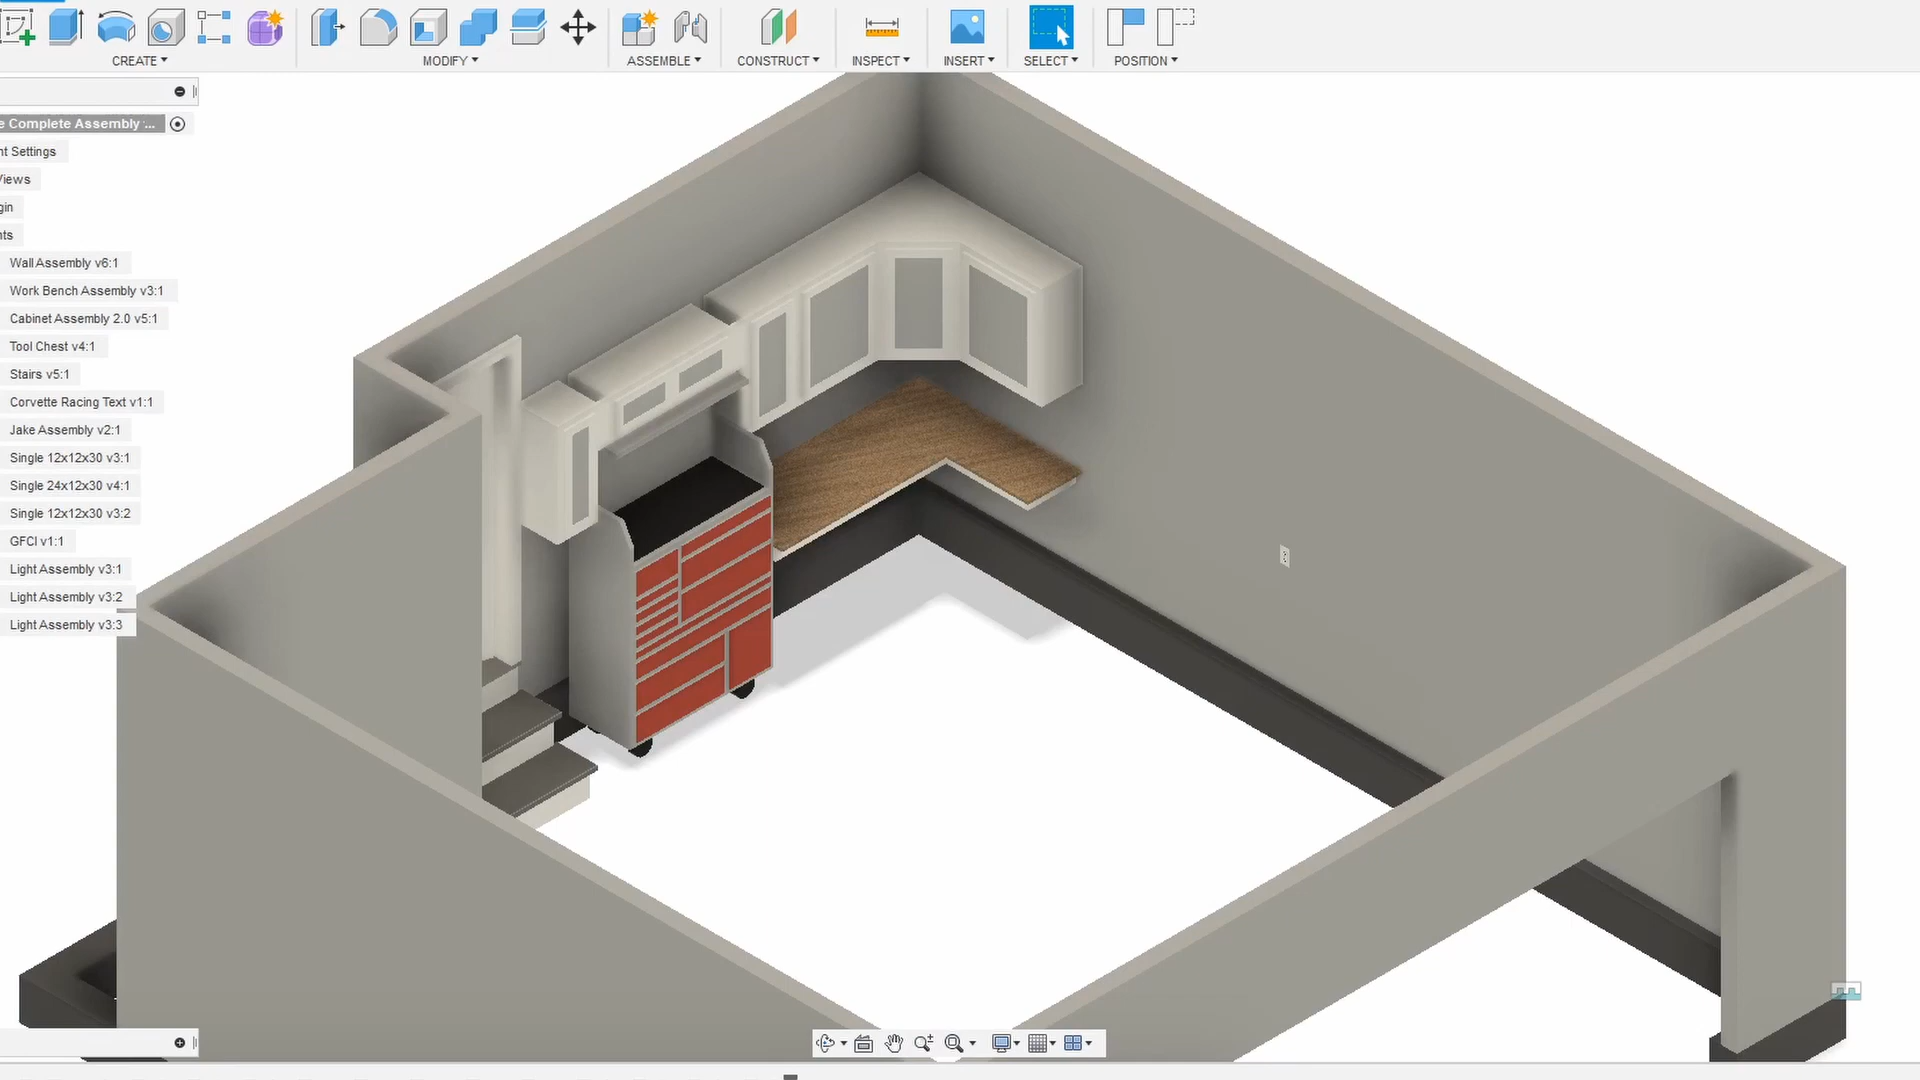 CREATE MODIFY ASSEMBLE CONSTRUCT INSPECT INSERT SELECT POSITION
e Complete Assembly ...
nt Settings
Views
gin
nts
Wall Assembly v6:1
Work Bench Assembly v3:1
Cabinet Assembly 2.0 v5:1
Tool Chest v4:1
Stairs v5:1
Corvette Racing Text v1:1
Jake Assembly v2:1
Single 12x12x30 v3:1
Single 24x12x30 v4:1
Single 12x12x30 v3:2
GFCI v1:1
Light Assembly v3:1
Light Assembly v3:2
Light Assembly v3:3